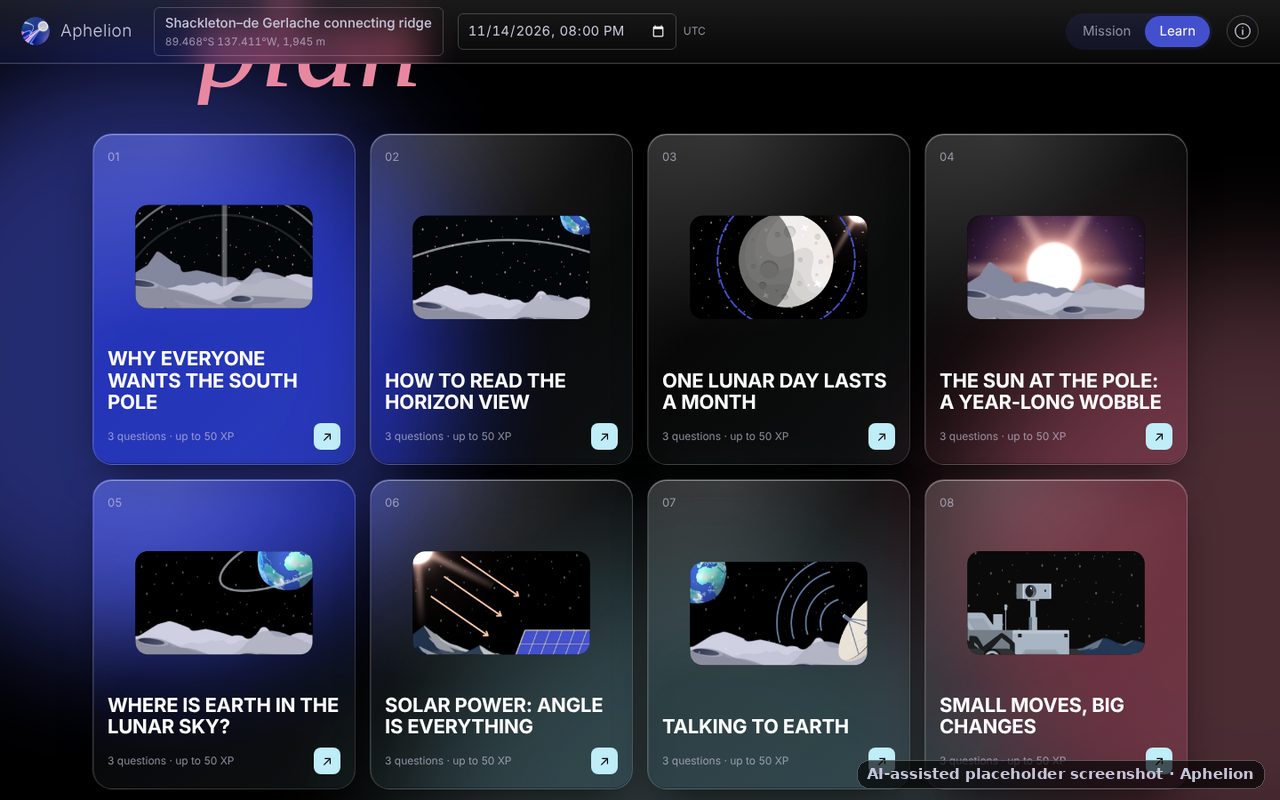 Aphelion
Shackleton–de Gerlache connecting ridge
89.468°S 137.411°W, 1,945 m
11/14/2026, 08:00 PM
UTC
Mission
Learn
plan
01
WHY EVERYONE
WANTS THE SOUTH
POLE
3 questions · up to 50 XP
02
HOW TO READ THE
HORIZON VIEW
3 questions · up to 50 XP
03
ONE LUNAR DAY LASTS
A MONTH
3 questions · up to 50 XP
04
THE SUN AT THE POLE:
A YEAR-LONG WOBBLE
3 questions · up to 50 XP
05
WHERE IS EARTH IN THE
LUNAR SKY?
3 questions · up to 50 XP
06
SOLAR POWER: ANGLE
IS EVERYTHING
3 questions · up to 50 XP
07
TALKING TO EARTH
3 questions · up to 50 XP
08
SMALL MOVES, BIG
CHANGES
3 questions · up to 50 XP
AI-assisted placeholder screenshot · Aphelion